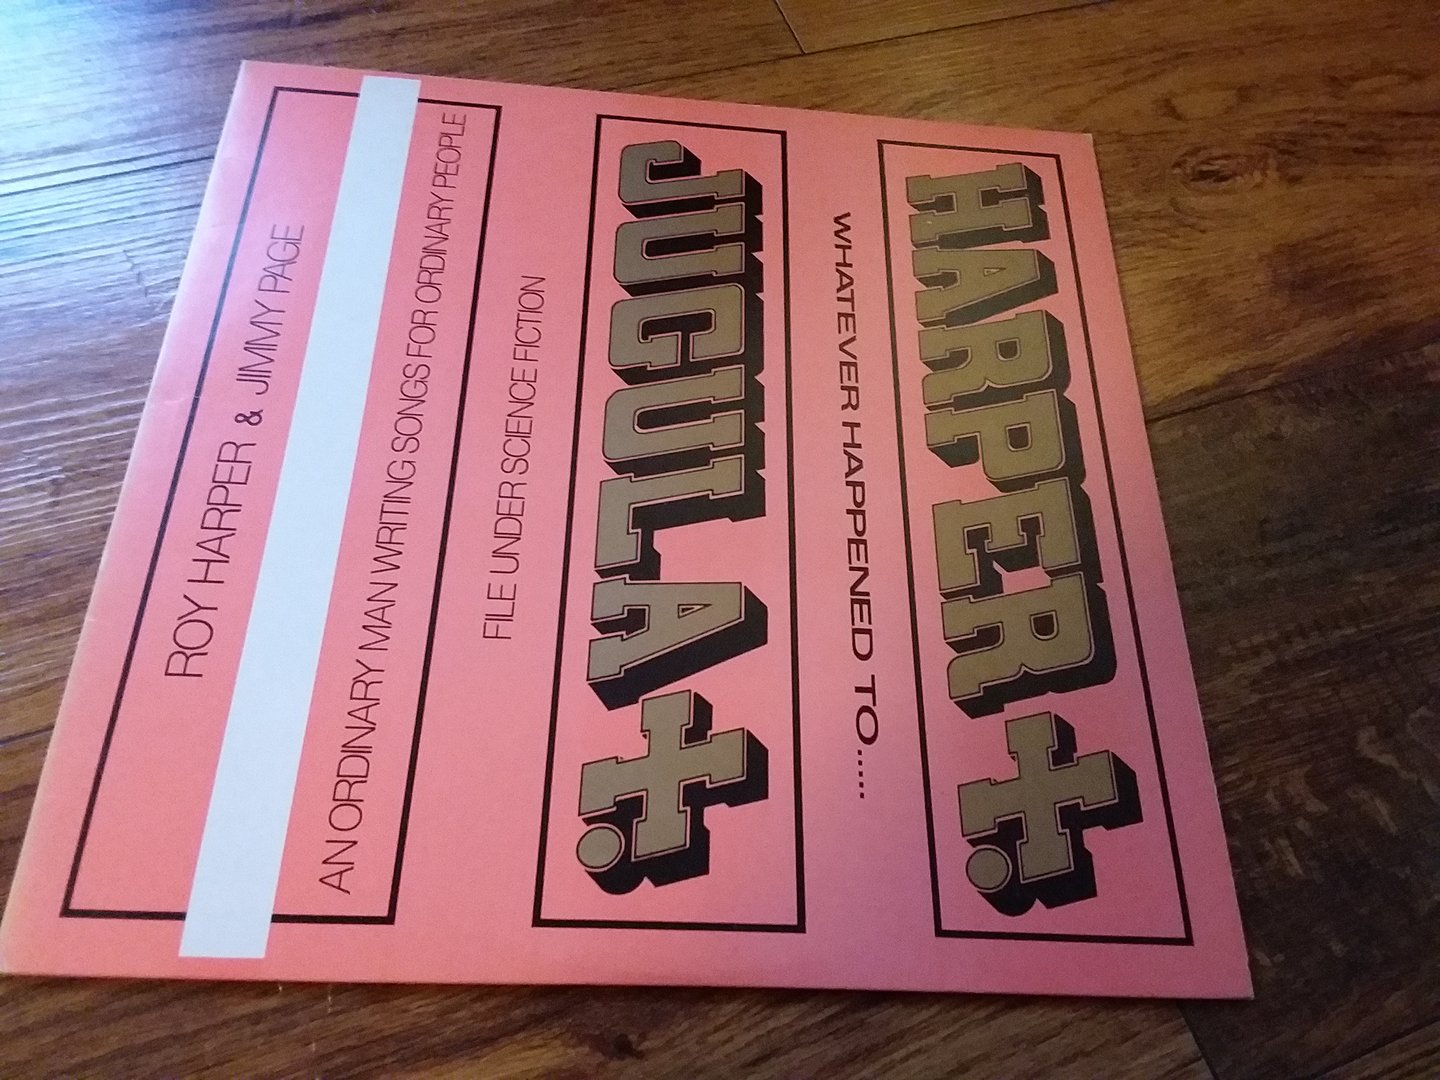 HARPER±.
WHATEVER HAPPENED TO.....
JUGULA±.
FILE UNDER SCIENCE FICTION
AN ORDINARY MAN WRITING SONGS FOR ORDINARY PEOPLE
ROY HARPER & JIMMY PAGE